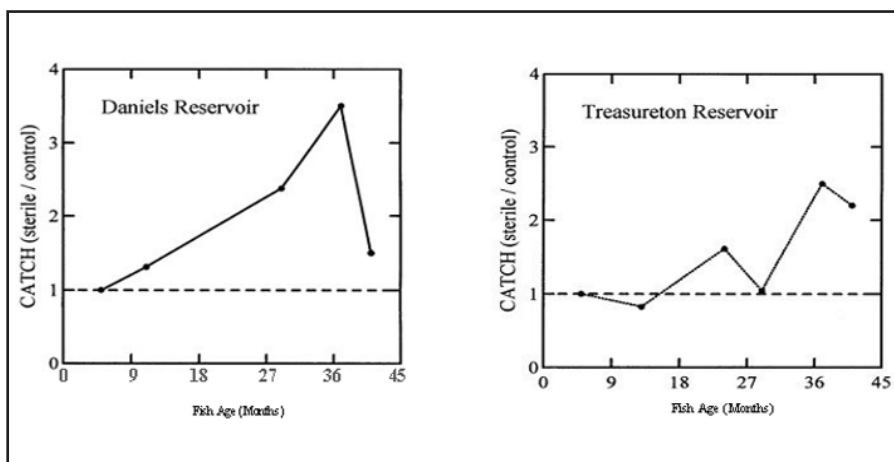 Daniels Reservoir
CATCH (sterile / control)
4
3
2
1
0
0 9 18 27 36 45
Fish Age (Months)
Treasureton Reservoir
CATCH (sterile / control)
4
3
2
1
0
0 9 18 27 36 45
Fish Age (Months)